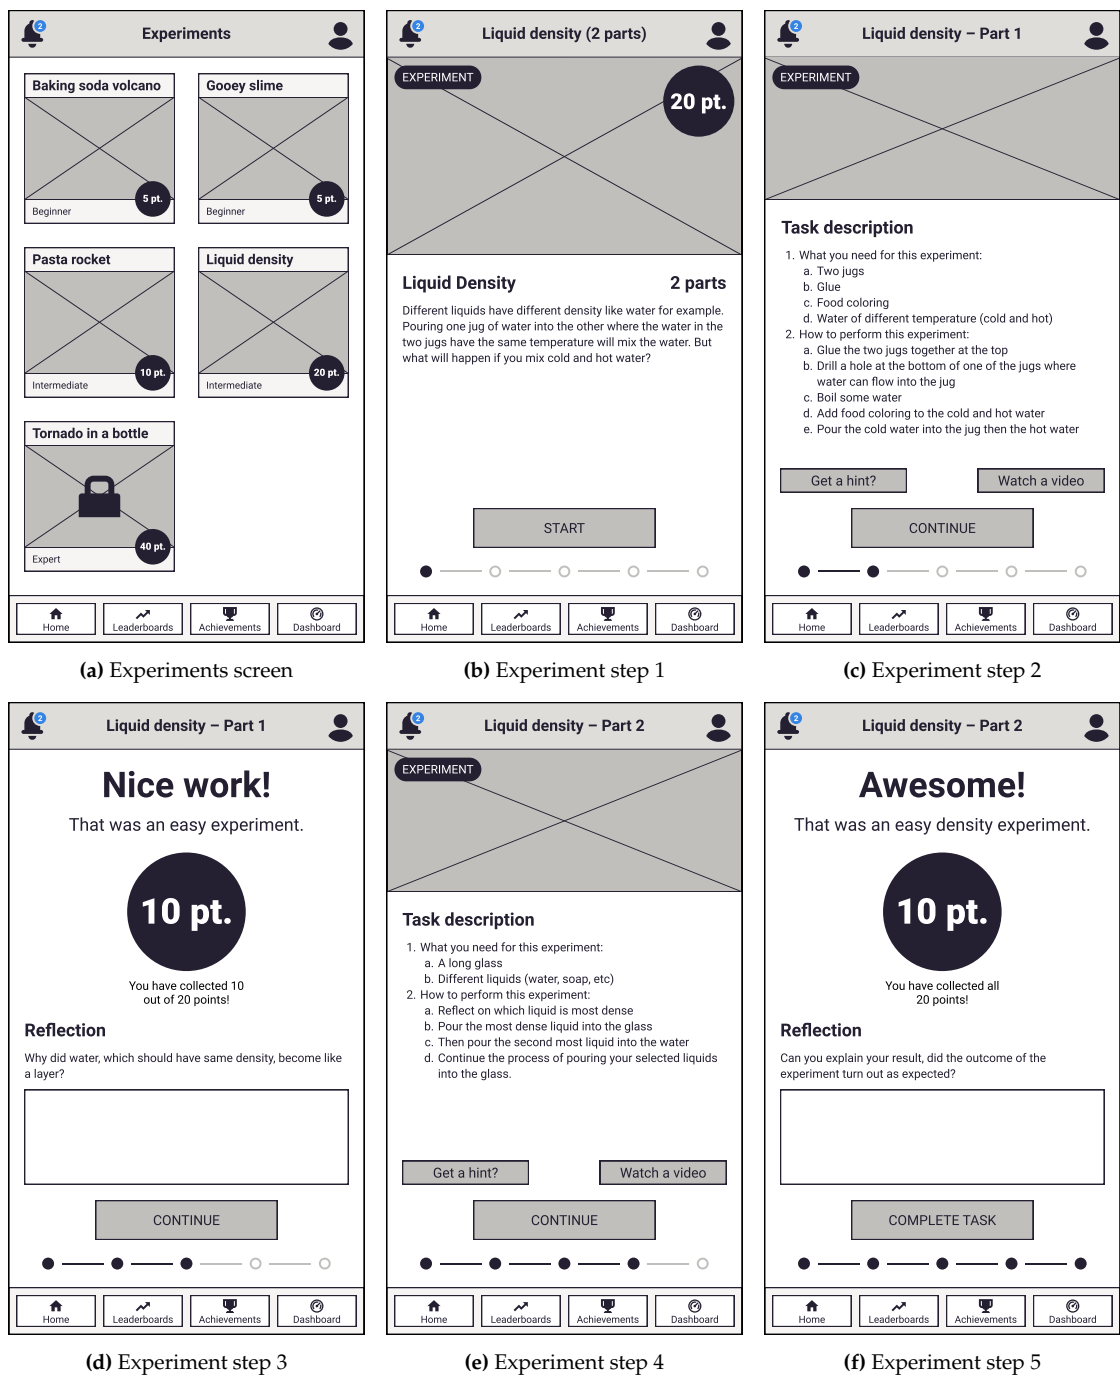 2
Experiments
Baking soda volcano
5 pt.
Beginner
Gooey slime
5 pt.
Beginner
Pasta rocket
10 pt.
Intermediate
Liquid density
20 pt.
Intermediate
Tornado in a bottle
40 pt.
Expert
Home
Leaderboards
Achievements
Dashboard
(a) Experiments screen
2
Liquid density (2 parts)
EXPERIMENT
20 pt.
Liquid Density
2 parts
Different liquids have different density like water for example.
Pouring one jug of water into the other where the water in the
two jugs have the same temperature will mix the water. But
what will happen if you mix cold and hot water?
START
Home
Leaderboards
Achievements
Dashboard
(b) Experiment step 1
2
Liquid density – Part 1
EXPERIMENT
Task description
1. What you need for this experiment:
a. Two jugs
b. Glue
c. Food coloring
d. Water of different temperature (cold and hot)
2. How to perform this experiment:
a. Glue the two jugs together at the top
b. Drill a hole at the bottom of one of the jugs where
water can flow into the jug
c. Boil some water
d. Add food coloring to the cold and hot water
e. Pour the cold water into the jug then the hot water
Get a hint?
Watch a video
CONTINUE
Home
Leaderboards
Achievements
Dashboard
(c) Experiment step 2
2
Liquid density – Part 1
Nice work!
That was an easy experiment.
10 pt.
You have collected 10
out of 20 points!
Reflection
Why did water, which should have same density, become like
a layer?
CONTINUE
Home
Leaderboards
Achievements
Dashboard
(d) Experiment step 3
2
Liquid density – Part 2
EXPERIMENT
Task description
1. What you need for this experiment:
a. A long glass
b. Different liquids (water, soap, etc)
2. How to perform this experiment:
a. Reflect on which liquid is most dense
b. Pour the most dense liquid into the glass
c. Then pour the second most liquid into the water
d. Continue the process of pouring your selected liquids
into the glass.
Get a hint?
Watch a video
CONTINUE
Home
Leaderboards
Achievements
Dashboard
(e) Experiment step 4
2
Liquid density – Part 2
Awesome!
That was an easy density experiment.
10 pt.
You have collected all
20 points!
Reflection
Can you explain your result, did the outcome of the
experiment turn out as expected?
COMPLETE TASK
Home
Leaderboards
Achievements
Dashboard
(f) Experiment step 5